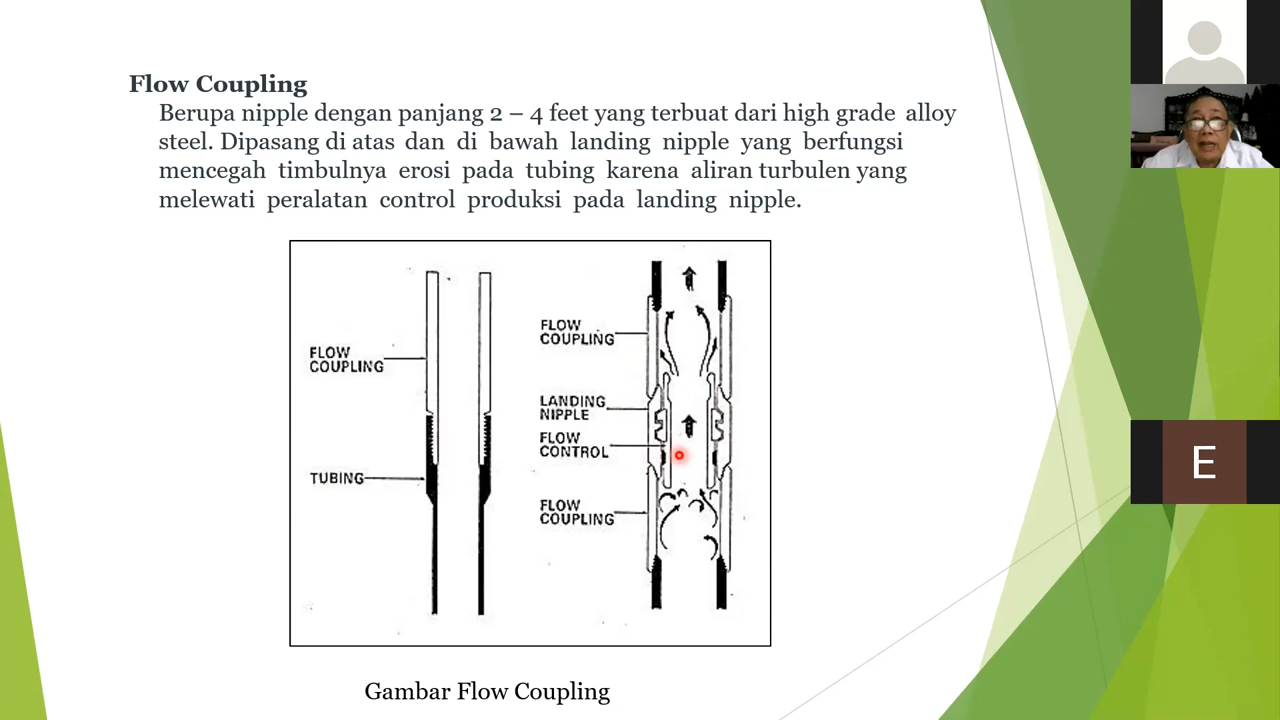 Flow Coupling
Berupa nipple dengan panjang 2 – 4 feet yang terbuat dari high grade alloy
steel. Dipasang di atas dan di bawah landing nipple yang berfungsi
mencegah timbulnya erosi pada tubing karena aliran turbulen yang
melewati peralatan control produksi pada landing nipple.
FLOW
COUPLING
TUBING
FLOW
COUPLING
LANDING
NIPPLE
FLOW
CONTROL
FLOW
COUPLING
Gambar Flow Coupling
E